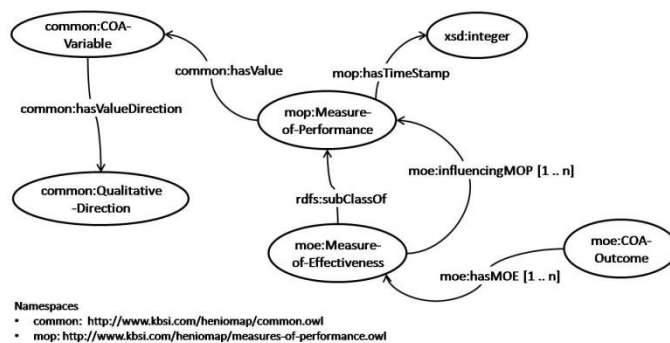 common:COA-
Variable
xsd:integer
common:hasValue
mop:hasTimeStamp
common:hasValueDirection
mop:Measure-
of-Performance
common:Qualitative
-Direction
moe:influencingMOP [1 .. n]
rdfs:subClassOf
moe:Measure-
of-Effectiveness
moe:COA-
Outcome
moe:hasMOE [1 .. n]
Namespaces
• common: http://www.kbsi.com/heniomap/common.owl
• mop: http://www.kbsi.com/heniomap/measures-of-performance.owl